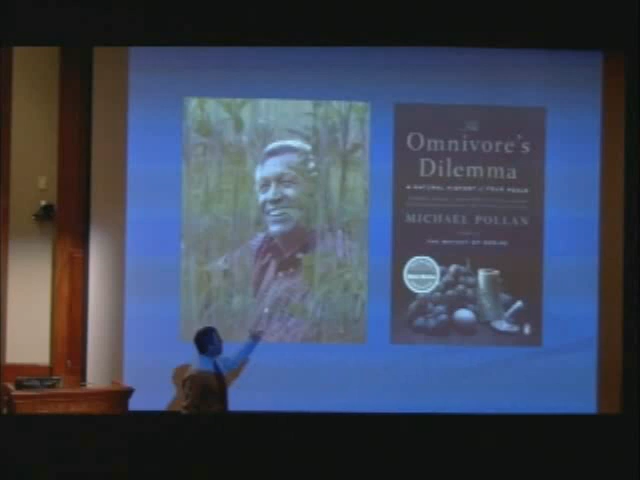 The
Omnivore's
Dilemma
A NATURAL HISTORY OF FOUR MEALS
MICHAEL POLLAN
THE BOTANY OF DESIRE